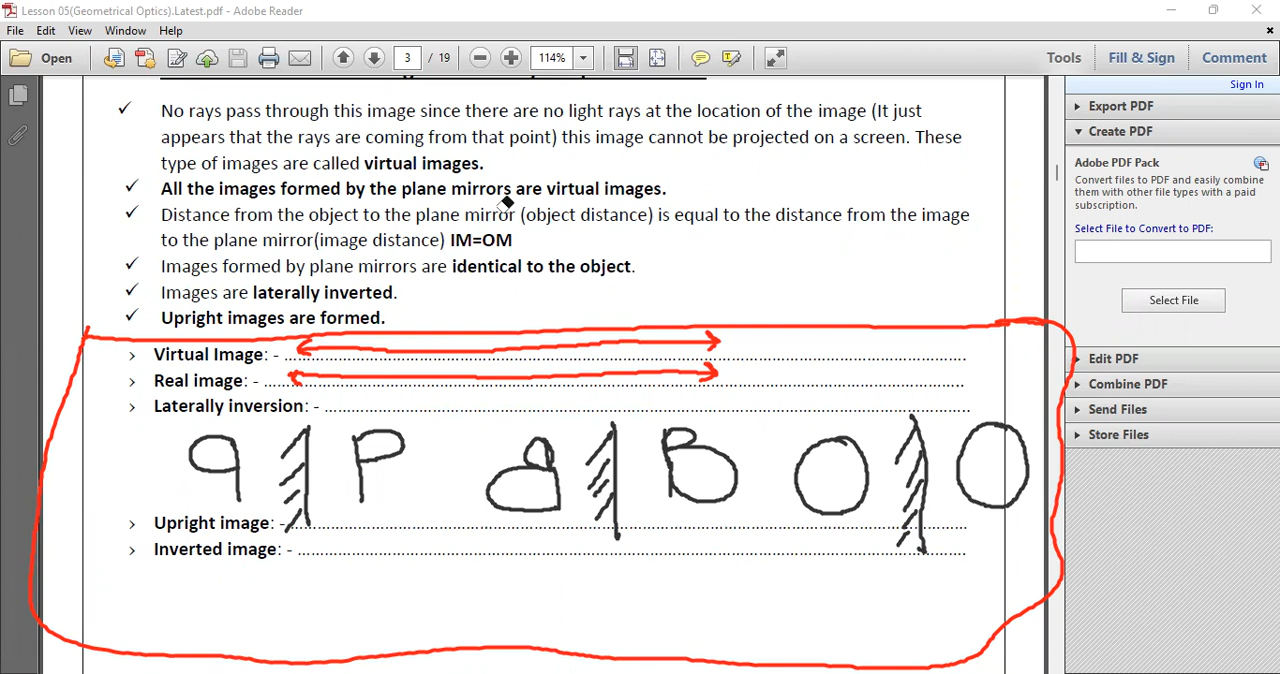 Lesson 05(Geometrical Optics).Latest.pdf - Adobe Reader
File Edit View Window Help
Open 3 / 19 114% Tools Fill & Sign Comment
Sign In
No rays pass through this image since there are no light rays at the location of the image (It just
appears that the rays are coming from that point) this image cannot be projected on a screen. These
type of images are called virtual images.
All the images formed by the plane mirrors are virtual images.
Distance from the object to the plane mirror (object distance) is equal to the distance from the image
to the plane mirror(image distance) IM=OM
Images formed by plane mirrors are identical to the object.
Images are laterally inverted.
Upright images are formed.
Virtual Image: - ................................................
Real image: - ................................................
Laterally inversion: - ................................................
q P B O O
Upright image: - ................................................
Inverted image: - ................................................
Export PDF
Create PDF
Adobe PDF Pack
Convert files to PDF and easily combine
them with other file types with a paid
subscription.
Select File to Convert to PDF:
Select File
Edit PDF
Combine PDF
Send Files
Store Files